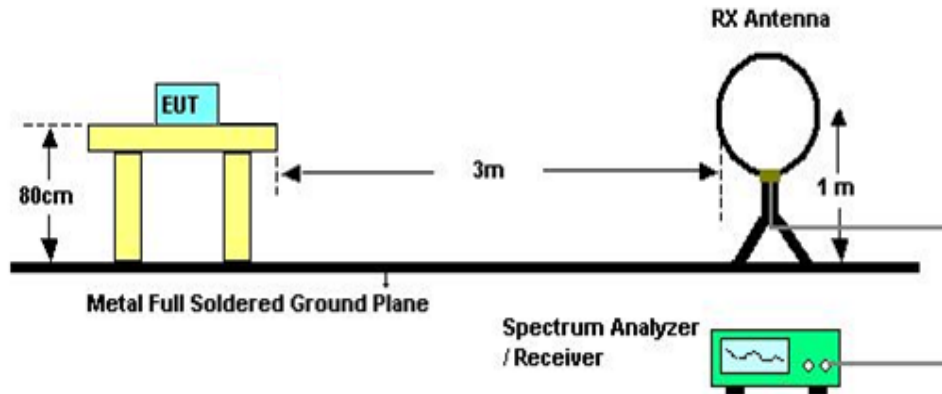 RX Antenna
EUT
3m
80cm
1 m
Metal Full Soldered Ground Plane
Spectrum Analyzer
/ Receiver